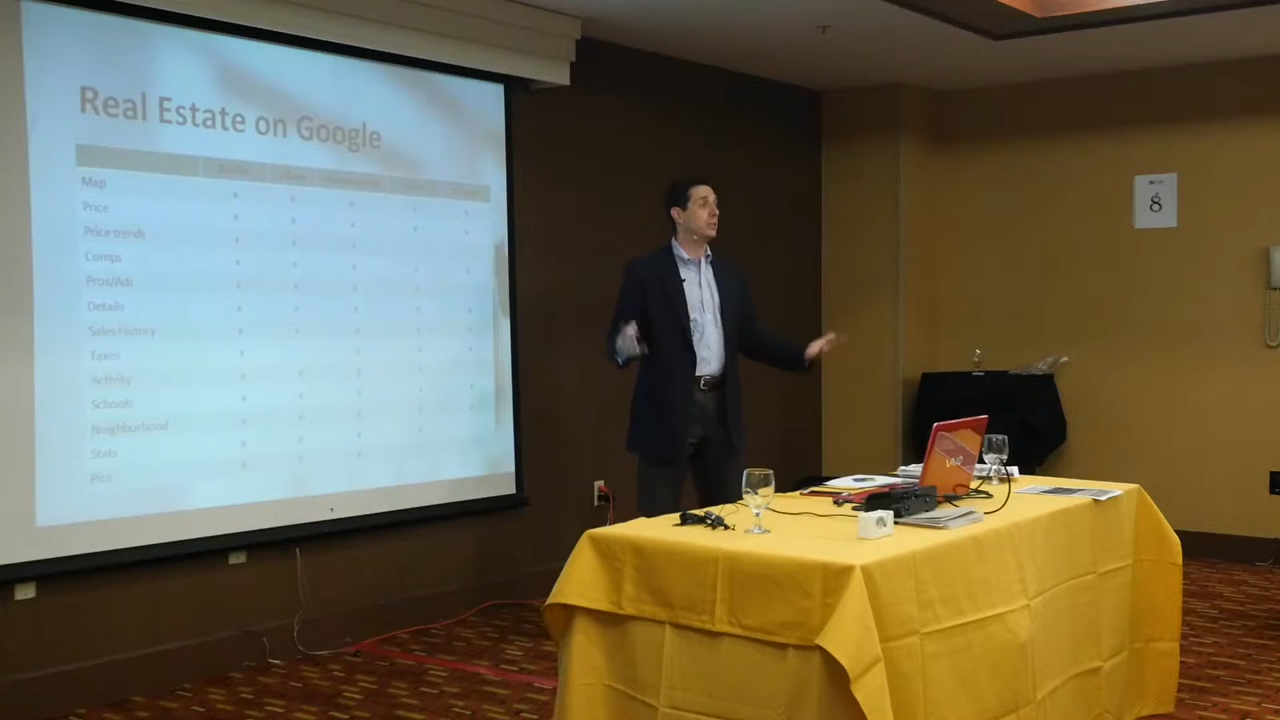 Real Estate on Google
Map
Price
Price trends
Comps
Pros/Ads
Details
Sales History
Taxes
Activity
Schools
Neighborhood
Stats
Pics
8
VAIO